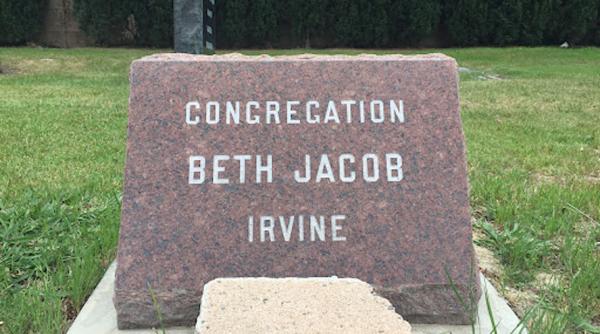 CONGREGATION
BETH JACOB
IRVINE